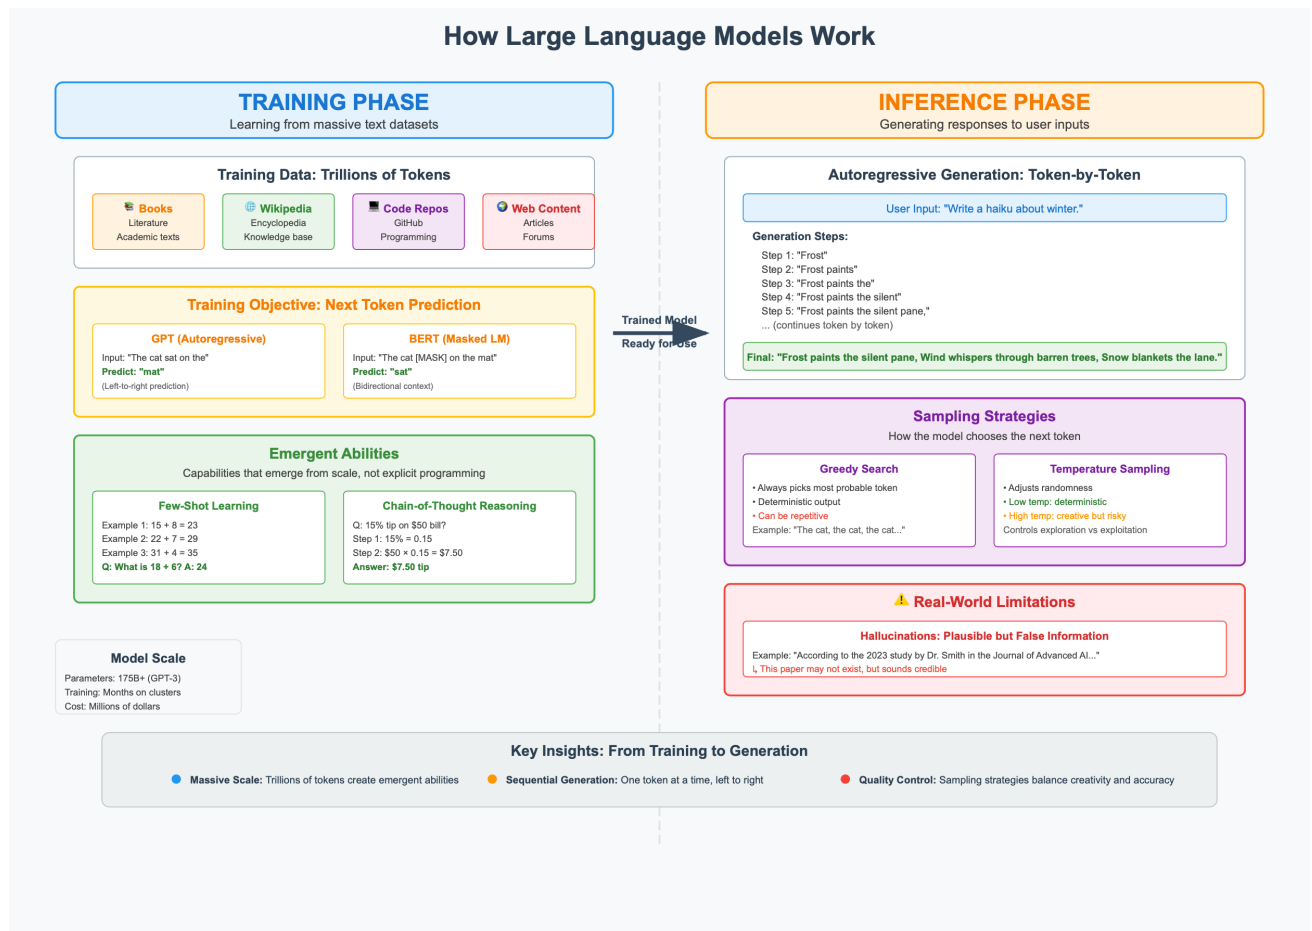 How Large Language Models Work
TRAINING PHASE
Learning from massive text datasets
Training Data: Trillions of Tokens
Books
Literature
Academic texts
Wikipedia
Encyclopedia
Knowledge base
Code Repos
GitHub
Programming
Web Content
Articles
Forums
Training Objective: Next Token Prediction
GPT (Autoregressive)
Input: "The cat sat on the"
Predict: "mat"
(Left-to-right prediction)
BERT (Masked LM)
Input: "The cat [MASK] on the mat"
Predict: "sat"
(Bidirectional context)
Emergent Abilities
Capabilities that emerge from scale, not explicit programming
Few-Shot Learning
Example 1: 15 + 8 = 23
Example 2: 22 + 7 = 29
Example 3: 31 + 4 = 35
Q: What is 18 + 6? A: 24
Chain-of-Thought Reasoning
Q: 15% tip on $50 bill?
Step 1: 15% = 0.15
Step 2: $50 × 0.15 = $7.50
Answer: $7.50 tip
Model Scale
Parameters: 175B+ (GPT-3)
Training: Months on clusters
Cost: Millions of dollars
Trained Model
Ready for Use
INFERENCE PHASE
Generating responses to user inputs
Autoregressive Generation: Token-by-Token
User Input: "Write a haiku about winter."
Generation Steps:
Step 1: "Frost"
Step 2: "Frost paints"
Step 3: "Frost paints the"
Step 4: "Frost paints the silent"
Step 5: "Frost paints the silent pane,"
... (continues token by token)
Final: "Frost paints the silent pane, Wind whispers through barren trees, Snow blankets the lane."
Sampling Strategies
How the model chooses the next token
Greedy Search
• Always picks most probable token
• Deterministic output
• Can be repetitive
Example: "The cat, the cat, the cat..."
Temperature Sampling
• Adjusts randomness
• Low temp: deterministic
• High temp: creative but risky
Controls exploration vs exploitation
Real-World Limitations
Hallucinations: Plausible but False Information
Example: "According to the 2023 study by Dr. Smith in the Journal of Advanced AI..."
↳ This paper may not exist, but sounds credible
Key Insights: From Training to Generation
Massive Scale: Trillions of tokens create emergent abilities
Sequential Generation: One token at a time, left to right
Quality Control: Sampling strategies balance creativity and accuracy